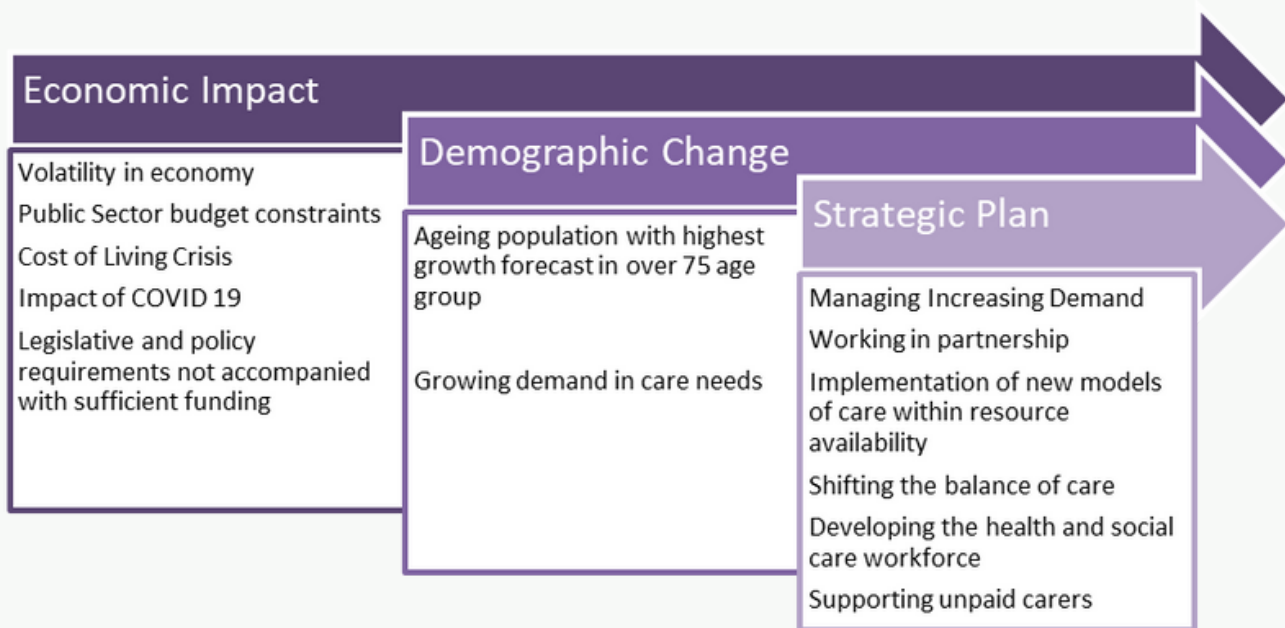 Economic Impact
Volatility in economy
Public Sector budget constraints
Cost of Living Crisis
Impact of COVID 19
Legislative and policy
requirements not accompanied
with sufficient funding
Demographic Change
Ageing population with highest
growth forecast in over 75 age
group
Growing demand in care needs
Strategic Plan
Managing Increasing Demand
Working in partnership
Implementation of new models
of care within resource
availability
Shifting the balance of care
Developing the health and social
care workforce
Supporting unpaid carers